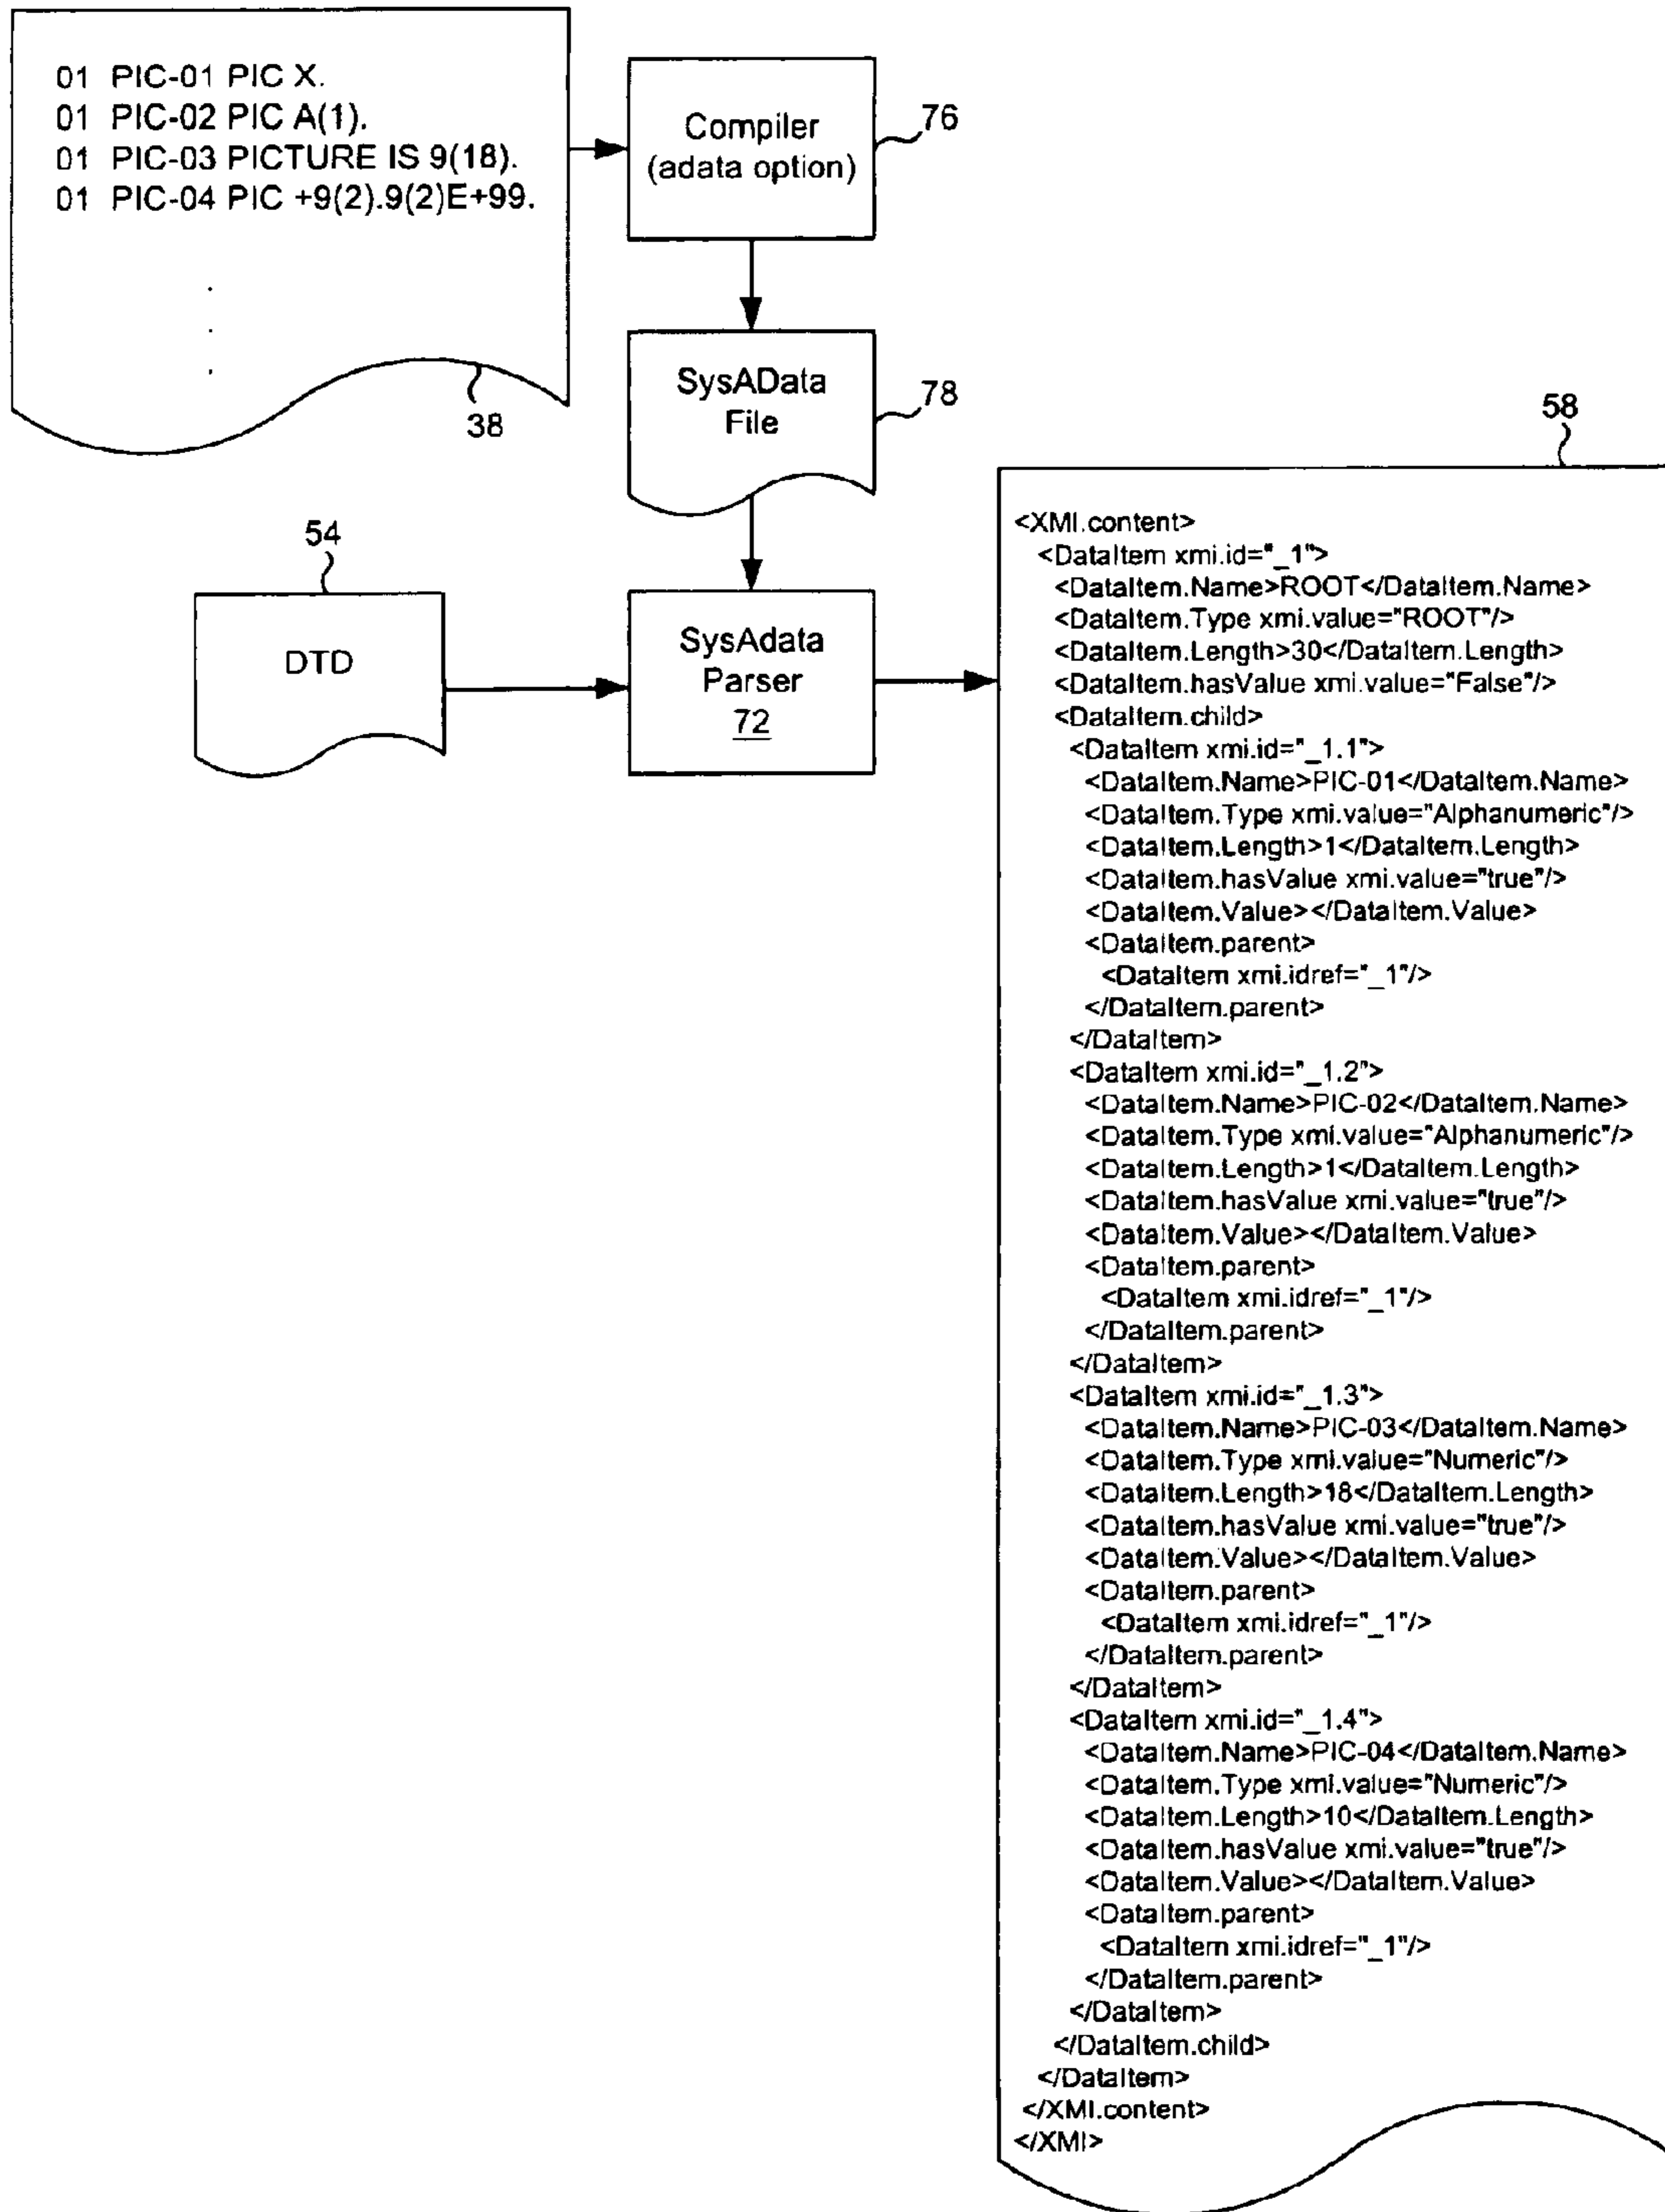 01 PIC-01 PIC X.
01 PIC-02 PIC A(1).
01 PIC-03 PICTURE IS 9(18).
01 PIC-04 PIC +9(2).9(2)E+99.
.
.
.
38
Compiler
(adata option)
76
SysAData
File
78
54
DTD
SysAdata
Parser
72
58
<XMI.content>
<DataItem xmi.id="_1">
<DataItem.Name>ROOT</DataItem.Name>
<DataItem.Type xmi.value="ROOT"/>
<DataItem.Length>30</DataItem.Length>
<DataItem.hasValue xmi.value="False"/>
<DataItem.child>
<DataItem xmi.id="_1.1">
<DataItem.Name>PIC-01</DataItem.Name>
<DataItem.Type xmi.value="Alphanumeric"/>
<DataItem.Length>1</DataItem.Length>
<DataItem.hasValue xmi.value="true"/>
<DataItem.Value></DataItem.Value>
<DataItem.parent>
<DataItem xmi.idref="_1"/>
</DataItem.parent>
</DataItem>
<DataItem xmi.id="_1.2">
<DataItem.Name>PIC-02</DataItem.Name>
<DataItem.Type xmi.value="Alphanumeric"/>
<DataItem.Length>1</DataItem.Length>
<DataItem.hasValue xmi.value="true"/>
<DataItem.Value></DataItem.Value>
<DataItem.parent>
<DataItem xmi.idref="_1"/>
</DataItem.parent>
</DataItem>
<DataItem xmi.id="_1.3">
<DataItem.Name>PIC-03</DataItem.Name>
<DataItem.Type xmi.value="Numeric"/>
<DataItem.Length>18</DataItem.Length>
<DataItem.hasValue xmi.value="true"/>
<DataItem.Value></DataItem.Value>
<DataItem.parent>
<DataItem xmi.idref="_1"/>
</DataItem.parent>
</DataItem>
<DataItem xmi.id="_1.4">
<DataItem.Name>PIC-04</DataItem.Name>
<DataItem.Type xmi.value="Numeric"/>
<DataItem.Length>10</DataItem.Length>
<DataItem.hasValue xmi.value="true"/>
<DataItem.Value></DataItem.Value>
<DataItem.parent>
<DataItem xmi.idref="_1"/>
</DataItem.parent>
</DataItem>
</DataItem.child>
</DataItem>
</XMI.content>
</XMI>